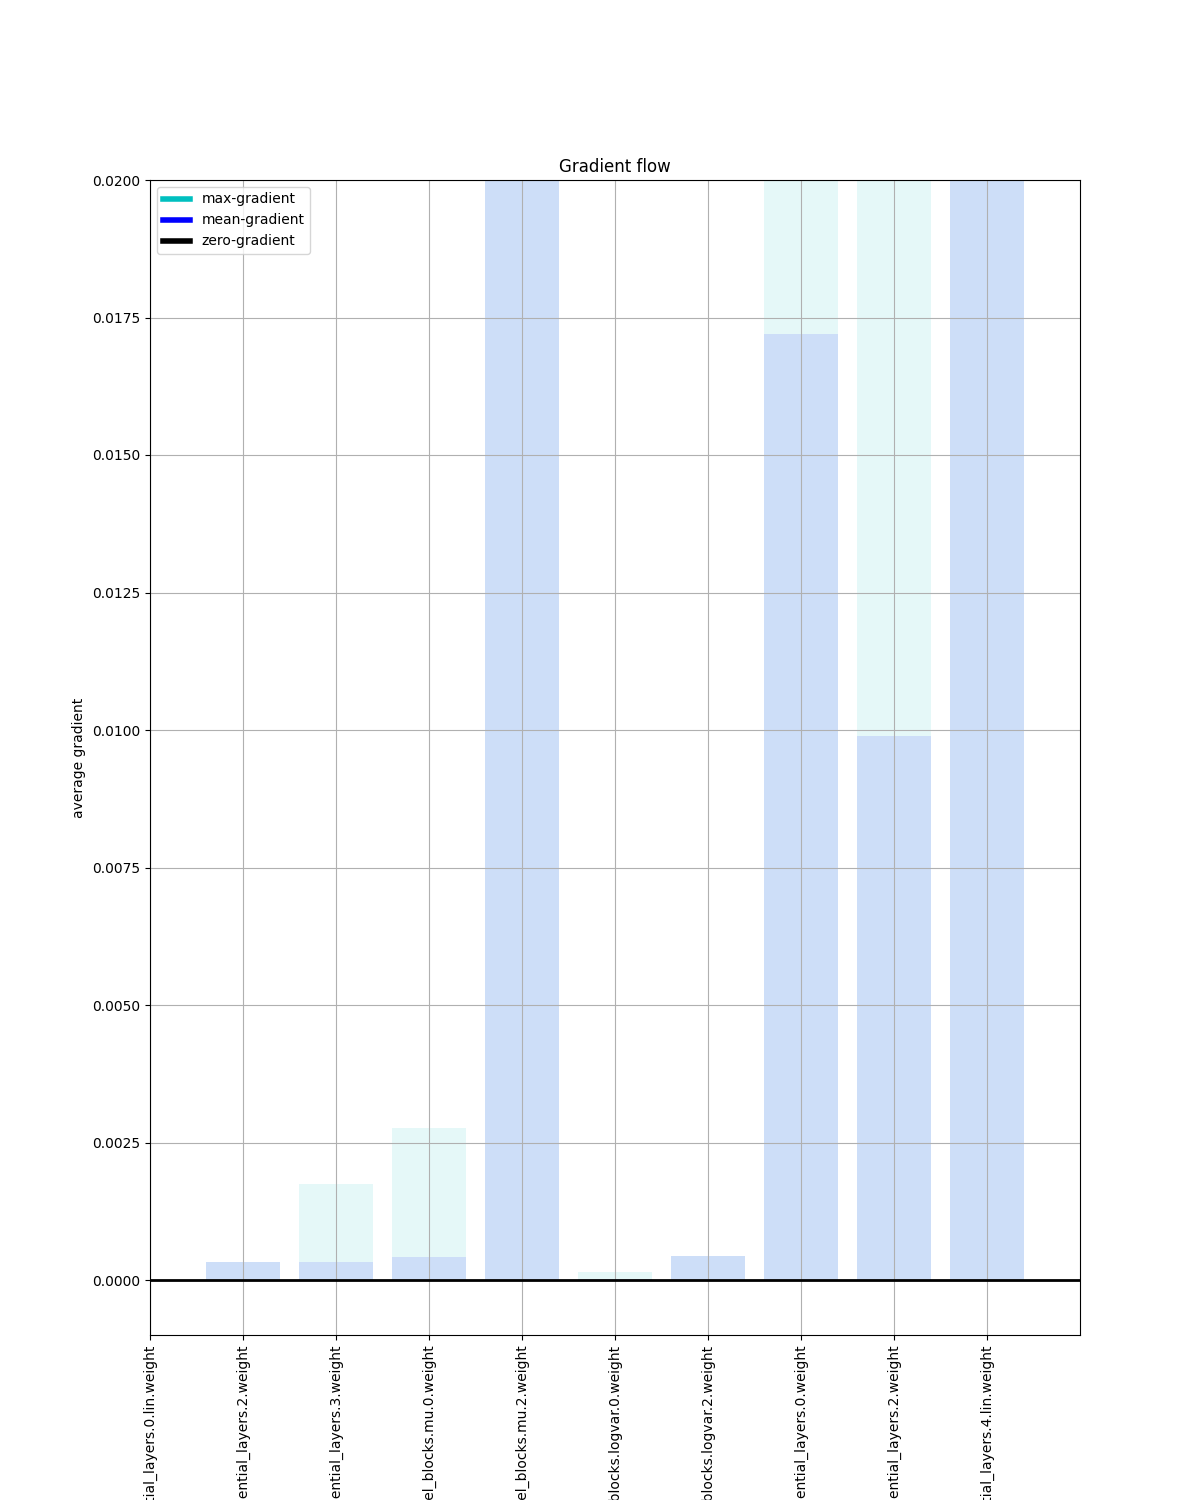 Gradient flow
max-gradient
mean-gradient
zero-gradient
0.0200
0.0175
0.0150
0.0125
0.0100
0.0075
0.0050
0.0025
0.0000
average gradient
tial_layers.0.lin.weight
ential_layers.2.weight
ential_layers.3.weight
el_blocks.mu.0.weight
el_blocks.mu.2.weight
blocks.logvar.0.weight
blocks.logvar.2.weight
ential_layers.0.weight
ential_layers.2.weight
tial_layers.4.lin.weight